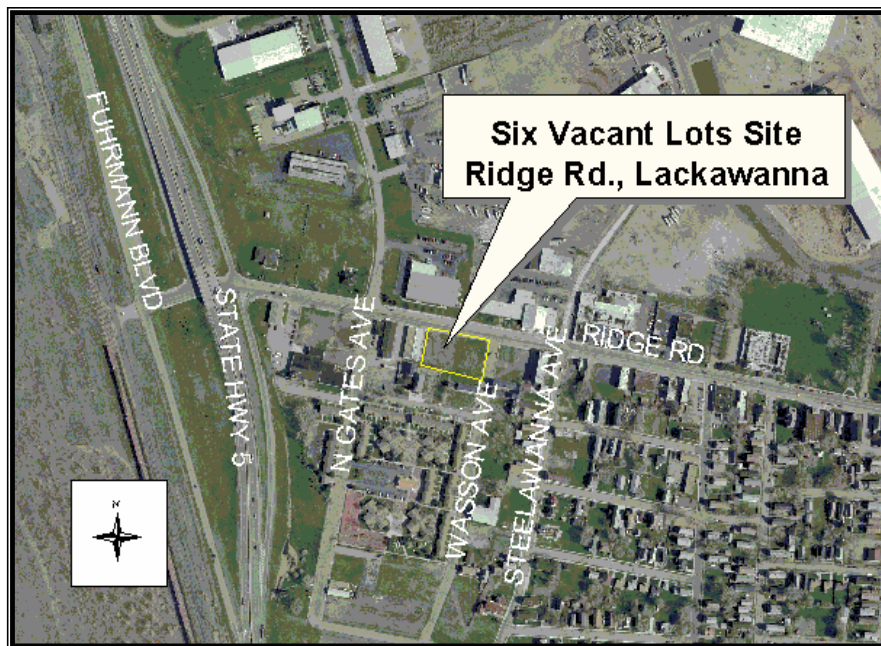 Six Vacant Lots Site
Ridge Rd., Lackawanna
FUHRMANN BLVD
STATE HWY 5
N GATES AVE
RIDGE RD
WASSON AVE
STEELAWANNA AVE
N